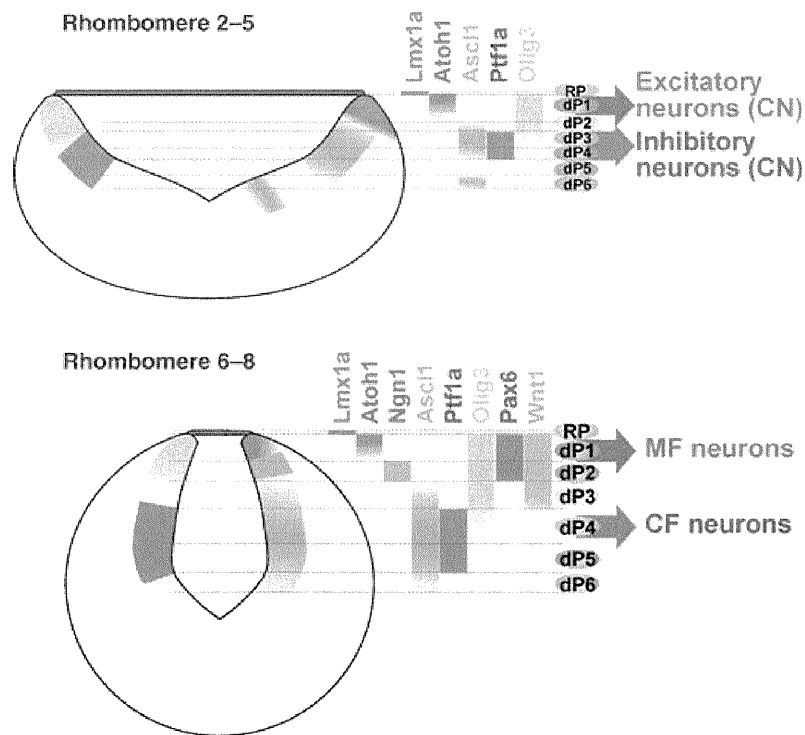 Rhombomere 2–5
Lmx1a
Atoh1
Ascl1
Ptf1a
Olig3
RP
dP1
dP2
dP3
dP4
dP5
dP6
Excitatory
neurons (CN)
Inhibitory
neurons (CN)
Rhombomere 6–8
Lmx1a
Atoh1
Ngn1
Ascl1
Ptf1a
Olig3
Pax6
Wnt1
RP
dP1
dP2
dP3
dP4
dP5
dP6
MF neurons
CF neurons